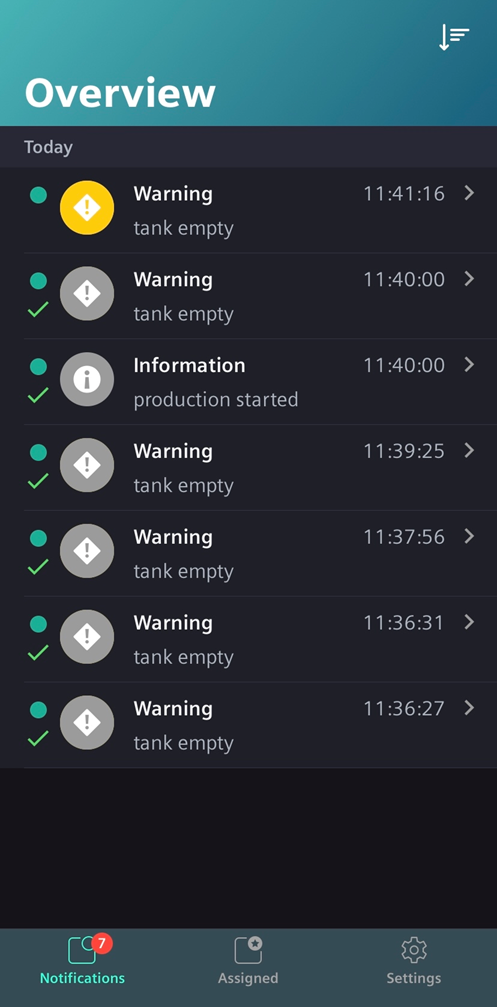 Overview
Today
Warning 11:41:16
tank empty
Warning 11:40:00
tank empty
Information 11:40:00
production started
Warning 11:39:25
tank empty
Warning 11:37:56
tank empty
Warning 11:36:31
tank empty
Warning 11:36:27
tank empty
7
Notifications Assigned Settings